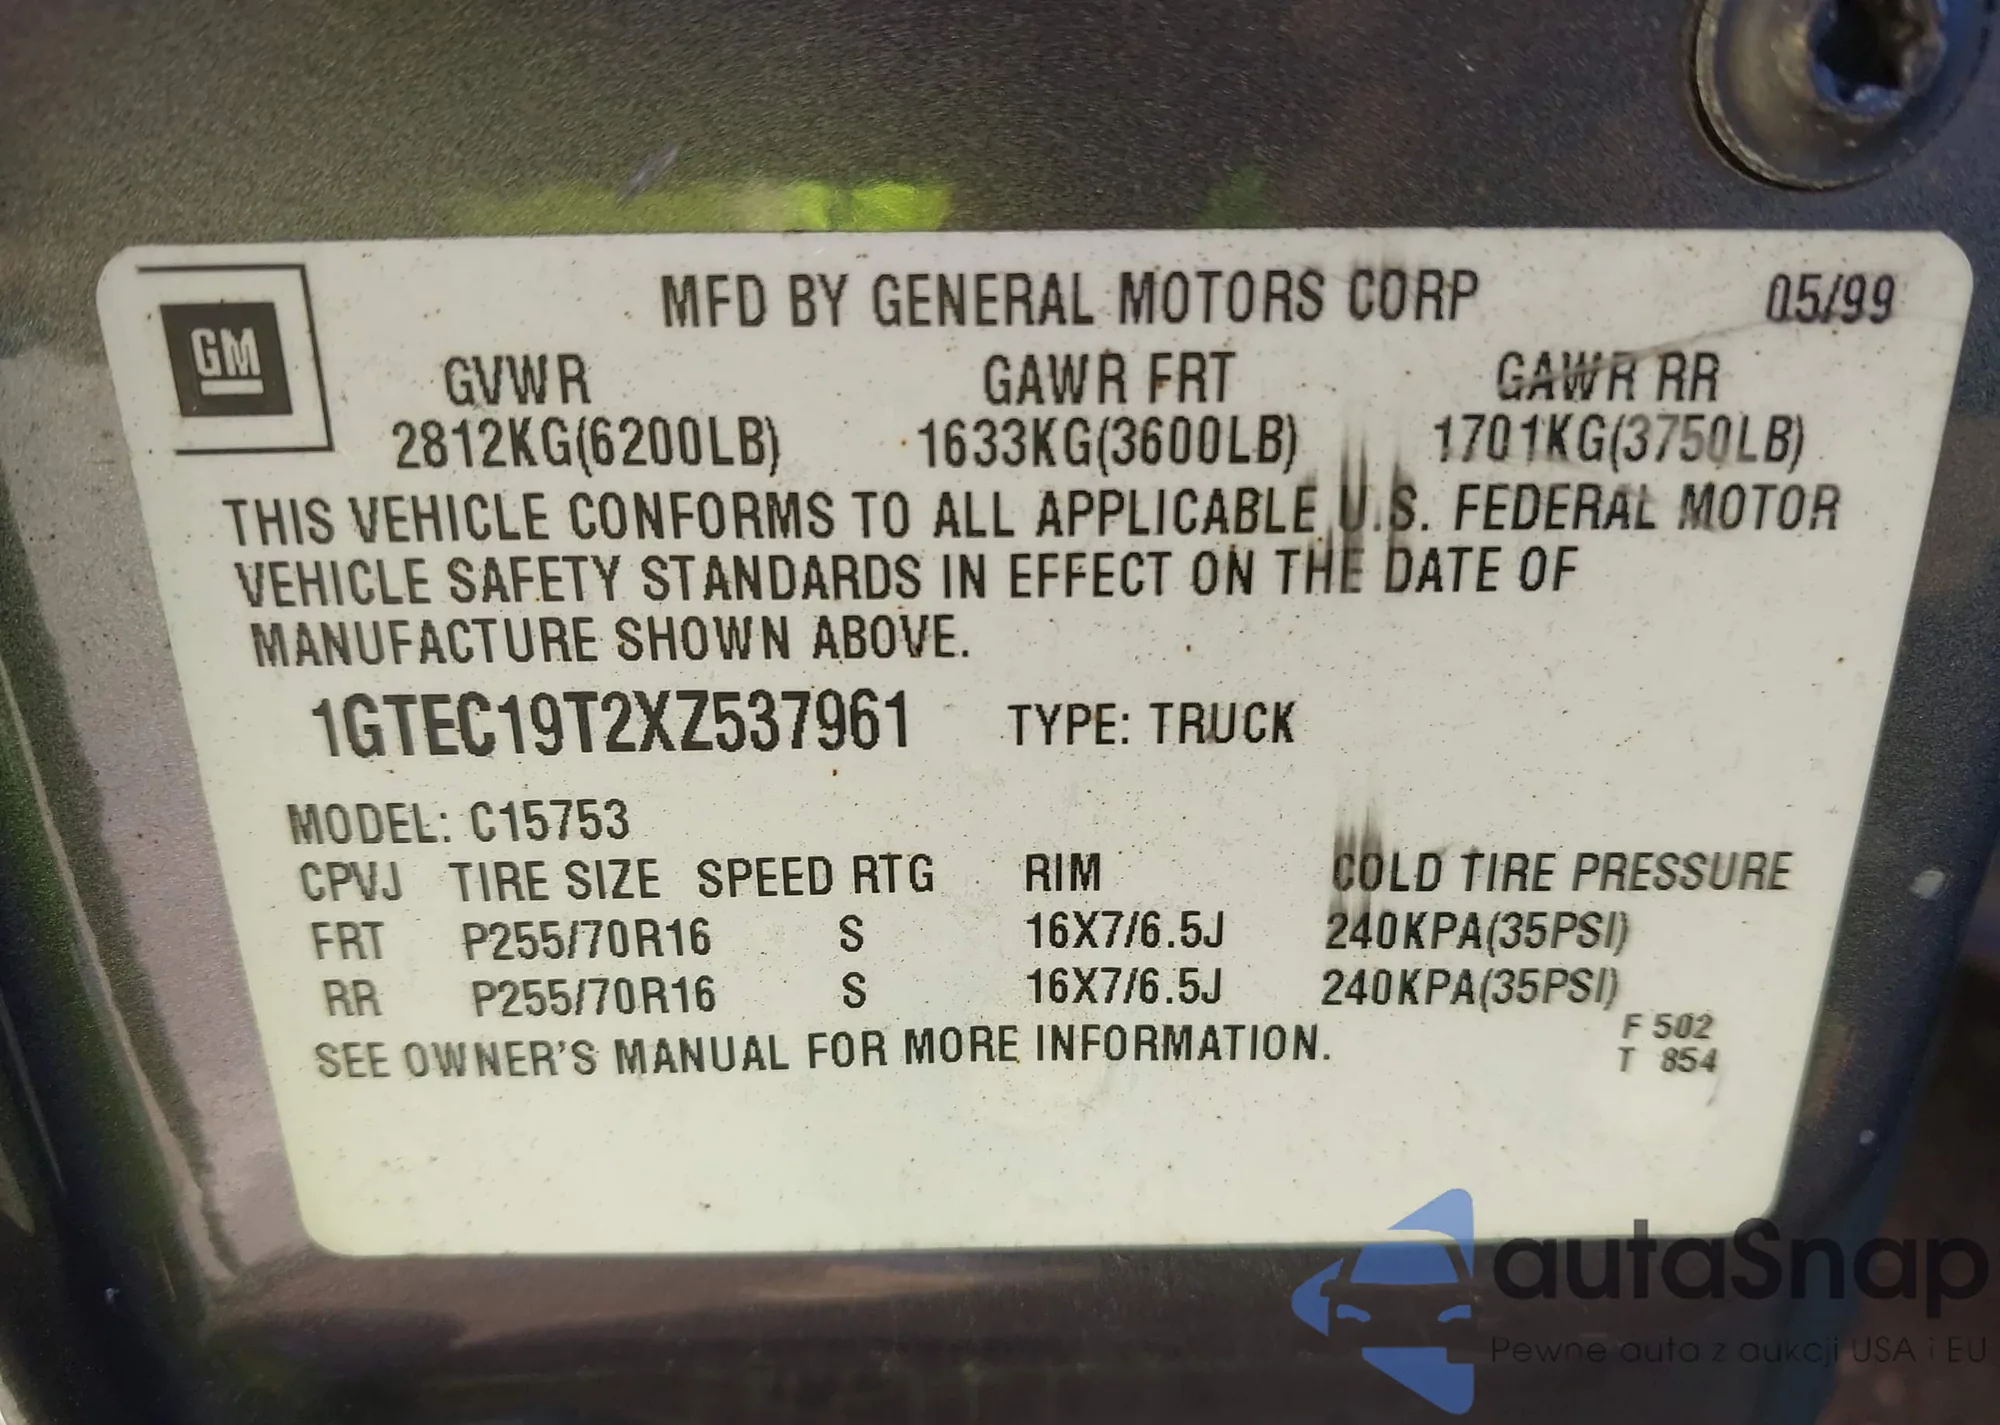 MFD BY GENERAL MOTORS CORP 05/99
GM
GVWR GAWR FRT GAWR RR
2812KG(6200LB) 1633KG(3600LB) 1701KG(3750LB)
THIS VEHICLE CONFORMS TO ALL APPLICABLE U.S. FEDERAL MOTOR
VEHICLE SAFETY STANDARDS IN EFFECT ON THE DATE OF
MANUFACTURE SHOWN ABOVE.
1GTEC19T2XZ537961 TYPE: TRUCK
MODEL: C15753
CPVJ TIRE SIZE SPEED RTG RIM COLD TIRE PRESSURE
FRT P255/70R16 S 16X7/6.5J 240KPA(35PSI)
RR P255/70R16 S 16X7/6.5J 240KPA(35PSI)
SEE OWNER'S MANUAL FOR MORE INFORMATION.
F 502
T 854
autaSnap
Pewne auta z aukcji USA i EU